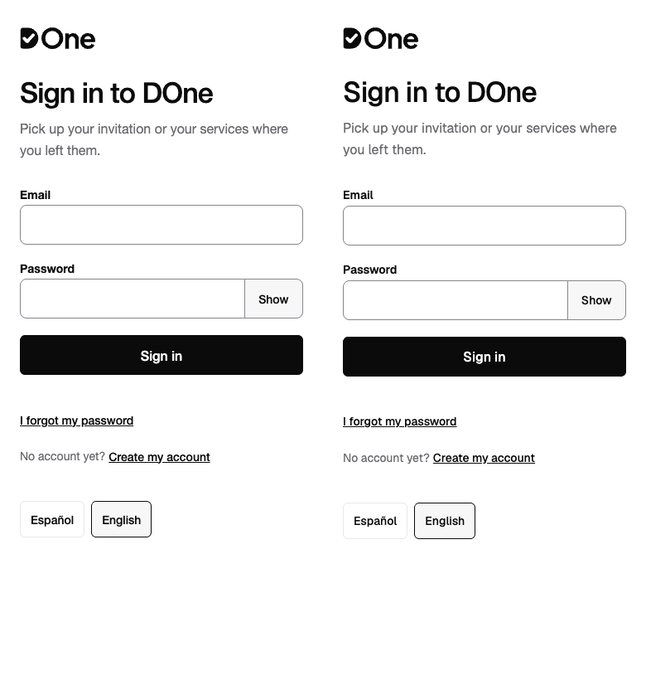 DOne
Sign in to DOne
Pick up your invitation or your services where
you left them.
Email
Password
Show
Sign in
I forgot my password
No account yet? Create my account
Español English
DOne
Sign in to DOne
Pick up your invitation or your services where
you left them.
Email
Password
Show
Sign in
I forgot my password
No account yet? Create my account
Español English